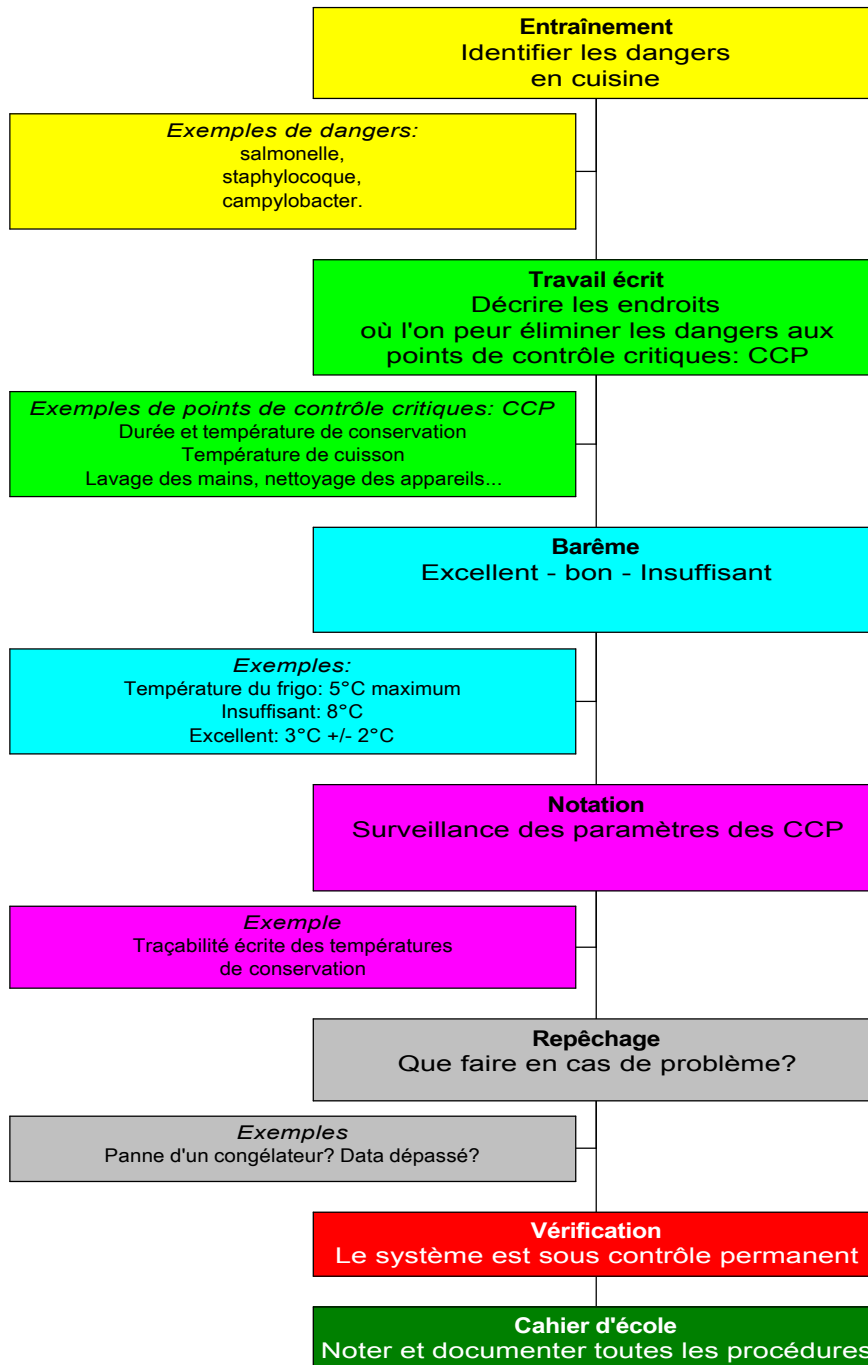 Entraînement
Identifier les dangers
en cuisine
Exemples de dangers:
salmonelle,
staphylocoque,
campylobacter.
Travail écrit
Décrire les endroits
où l'on peur éliminer les dangers aux
points de contrôle critiques: CCP
Exemples de points de contrôle critiques: CCP
Durée et température de conservation
Température de cuisson
Lavage des mains, nettoyage des appareils...
Barême
Excellent - bon - Insuffisant
Exemples:
Température du frigo: 5°C maximum
Insuffisant: 8°C
Excellent: 3°C +/- 2°C
Notation
Surveillance des paramètres des CCP
Exemple
Traçabilité écrite des températures
de conservation
Repêchage
Que faire en cas de problème?
Exemples
Panne d'un congélateur? Data dépassé?
Vérification
Le système est sous contrôle permanent
Cahier d'école
Noter et documenter toutes les procédures